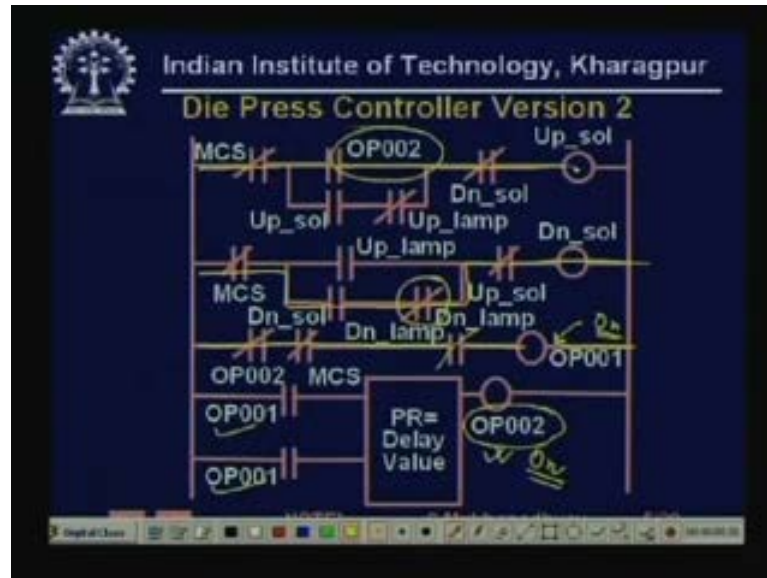 Indian Institute of Technology, Kharagpur
Die Press Controller Version 2
MCS OP002 Up_sol
Dn_sol
Up_sol Up_lamp
Up_lamp Dn_sol
MCS Up_sol
Dn_sol Dn_lamp Dn_lamp
On
OP001
OP002 MCS
OP001 PR= OP002
Delay
Value On
OP001